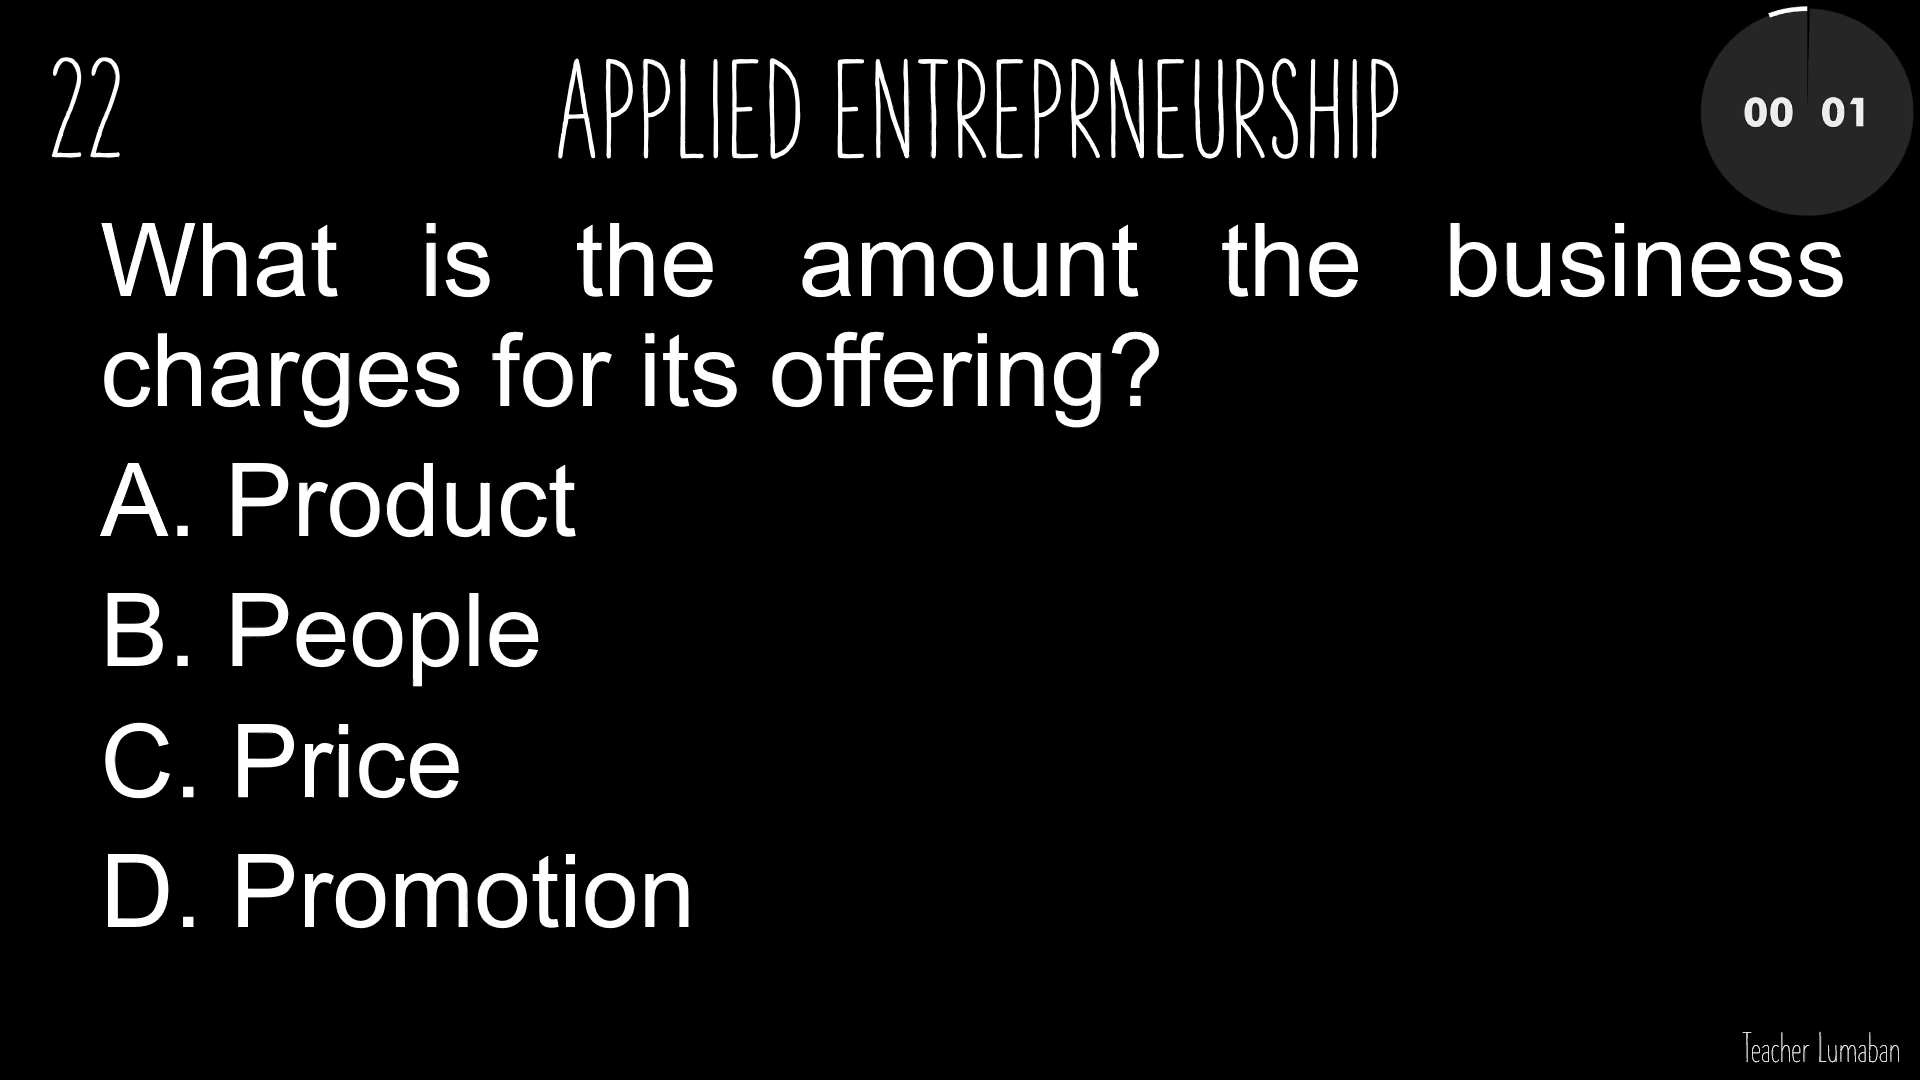 22
APPLIED ENTREPRNEURSHIP
00 01
What is the amount the business
charges for its offering?
A. Product
B. People
C. Price
D. Promotion
Teacher Lumaban